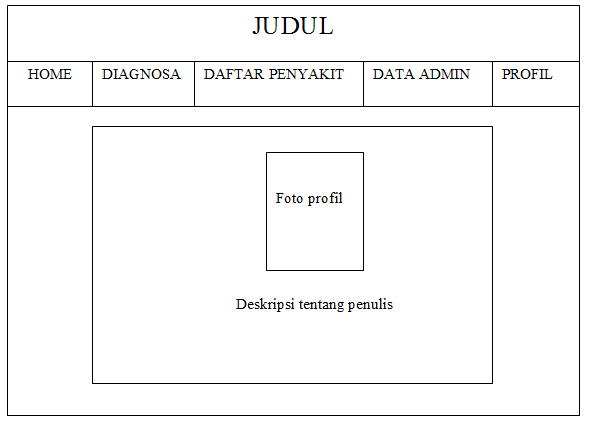 JUDUL
HOME DIAGNOSA DAFTAR PENYAKIT DATA ADMIN PROFIL
Foto profil
Deskripsi tentang penulis